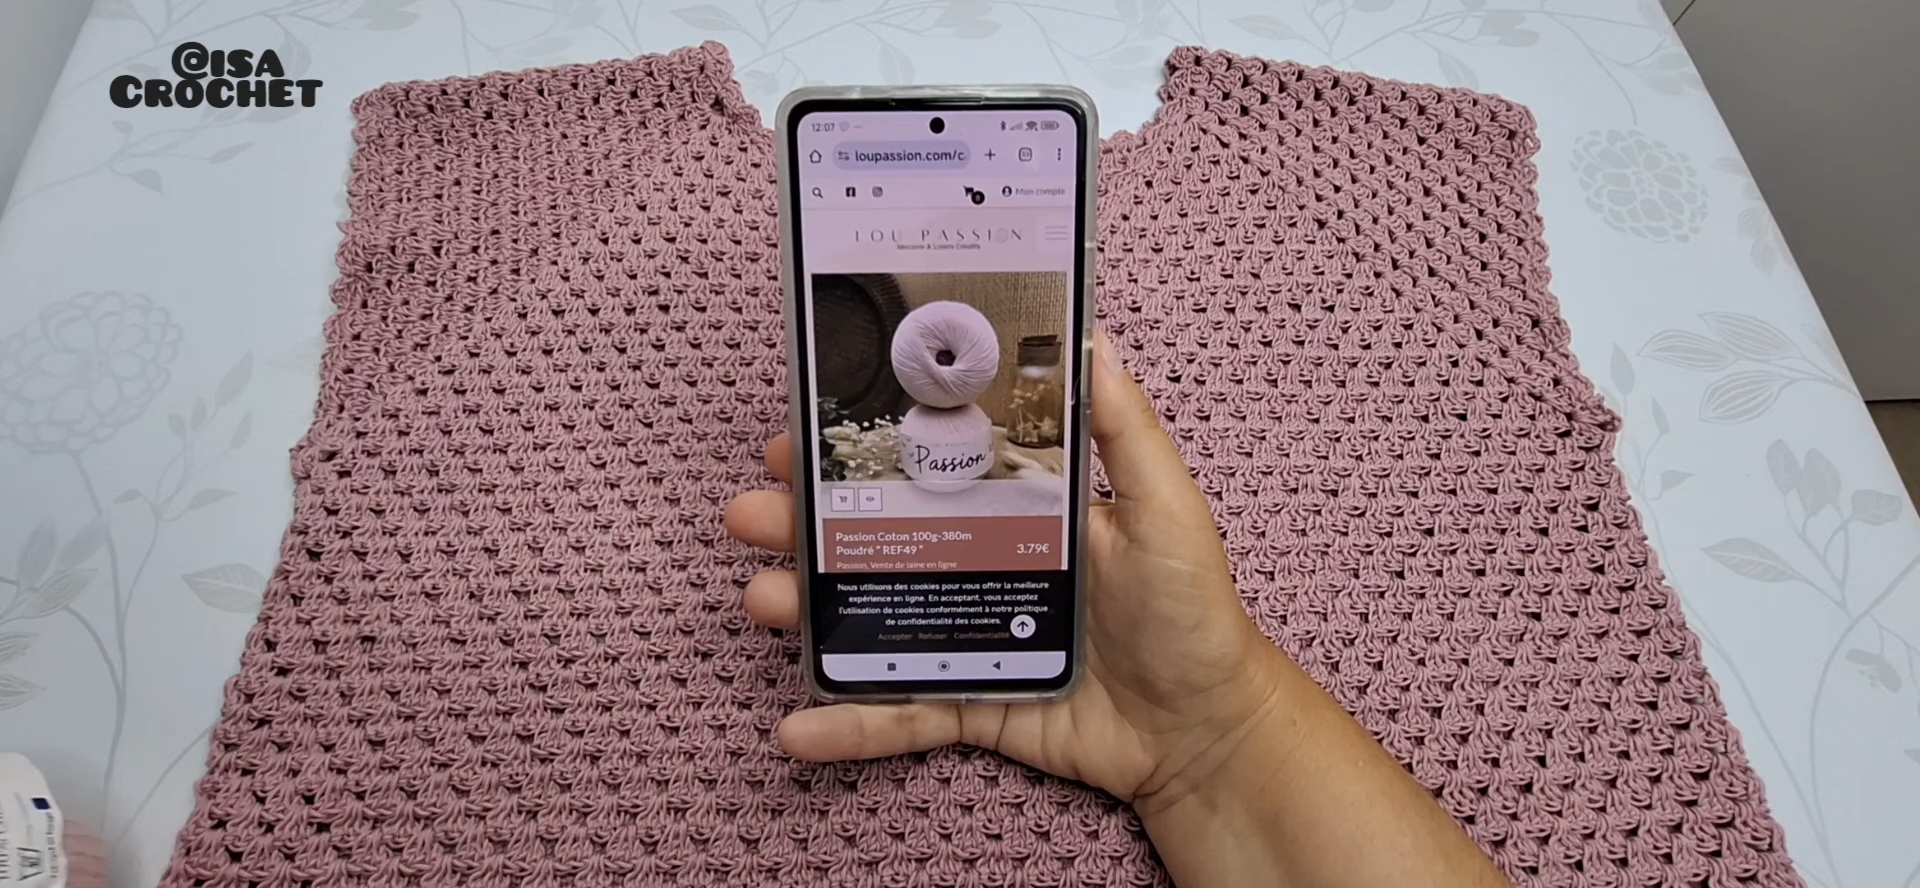 @ISA
CROCHET
12:07
loupassion.com/c
Mon compte
LOU PASSION
Mercerie & Loisirs Créatifs
Passion
Passion Coton 100g-380m
Poudré " REF49 "
3.79€
Passion, Vente de laine en ligne
Nous utilisons des cookies pour vous offrir la meilleure
expérience en ligne. En acceptant, vous acceptez
l'utilisation de cookies conformément à notre politique
de confidentialité des cookies.
Accepter Refuser Confidentialité